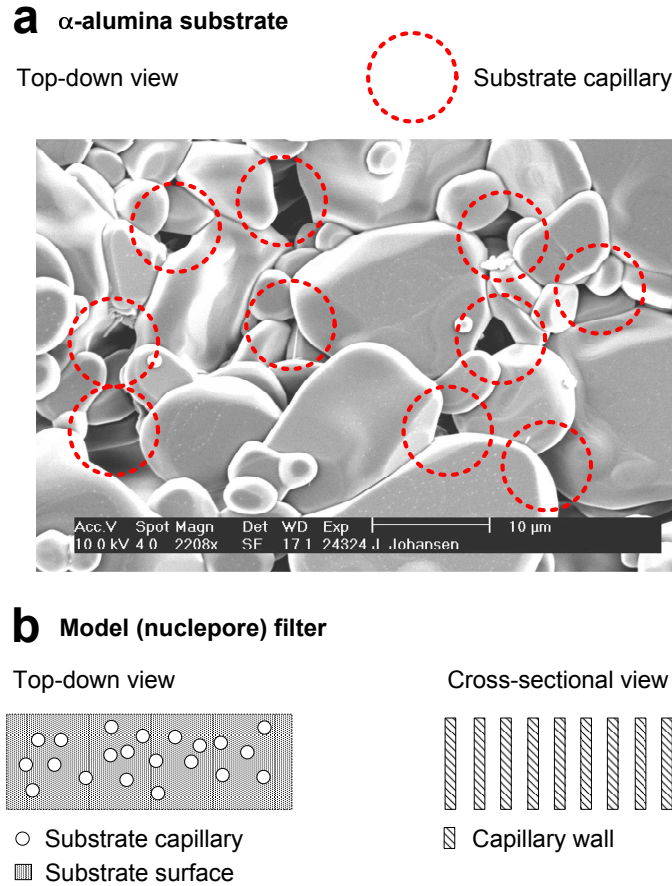 a α-alumina substrate
Top-down view
Substrate capillary
Acc.V Spot Magn Det WD Exp 10 µm
10.0 kV 4.0 2208x SE 17.1 24324 J. Johansen
b Model (nuclepore) filter
Top-down view Cross-sectional view
Substrate capillary
Capillary wall
Substrate surface